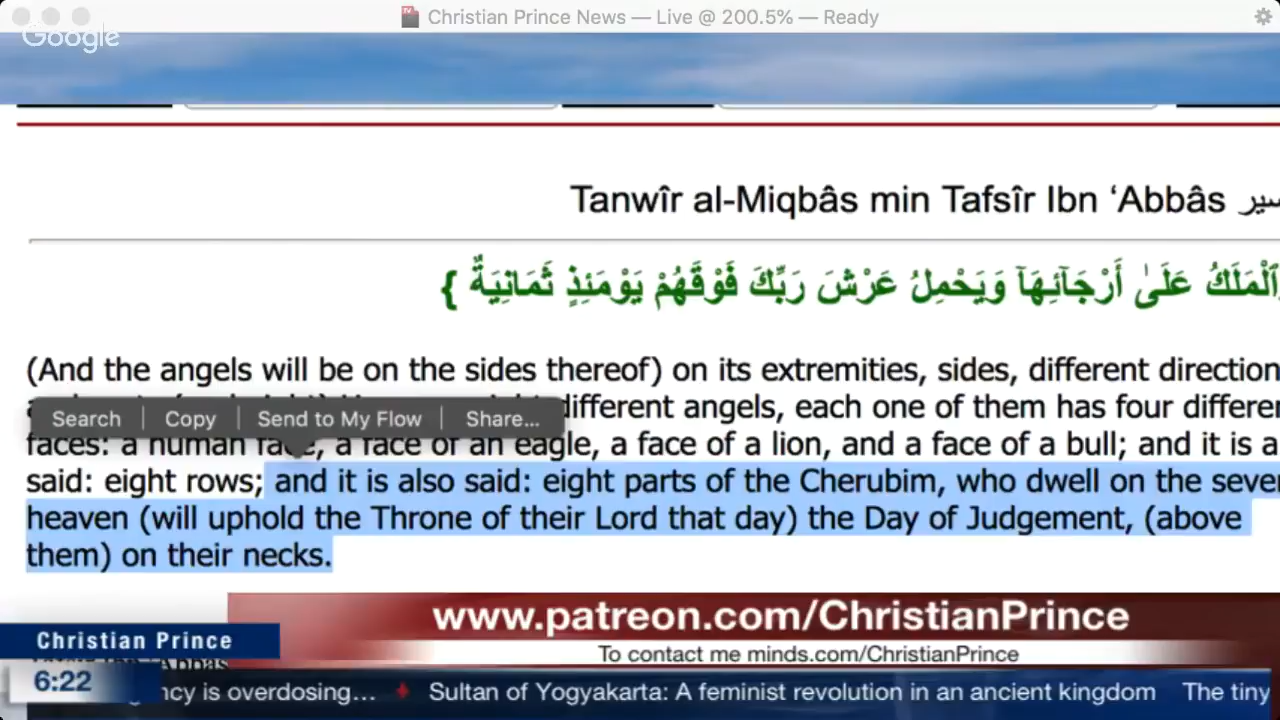 Christian Prince News — Live @ 200.5% — Ready
Google
Tanwîr al-Miqbâs min Tafsîr Ibn ‘Abbâs
ٱلْمَلَكُ عَلَىٰ أَرْجَآئِهَآ وَيَحْمِلُ عَرْشَ رَبِّكَ فَوْقَهُمْ يَوْمَئِذٍ ثَمَانِيَةٌ }
(And the angels will be on the sides thereof) on its extremities, sides, different direction
different angels, each one of them has four differe
Search Copy Send to My Flow Share...
faces: a human face, a face of an eagle, a face of a lion, and a face of a bull; and it is a
said: eight rows; and it is also said: eight parts of the Cherubim, who dwell on the seve
heaven (will uphold the Throne of their Lord that day) the Day of Judgement, (above
them) on their necks.
www.patreon.com/ChristianPrince
Christian Prince
To contact me minds.com/ChristianPrince
6:22
ncy is overdosing... Sultan of Yogyakarta: A feminist revolution in an ancient kingdom The tiny